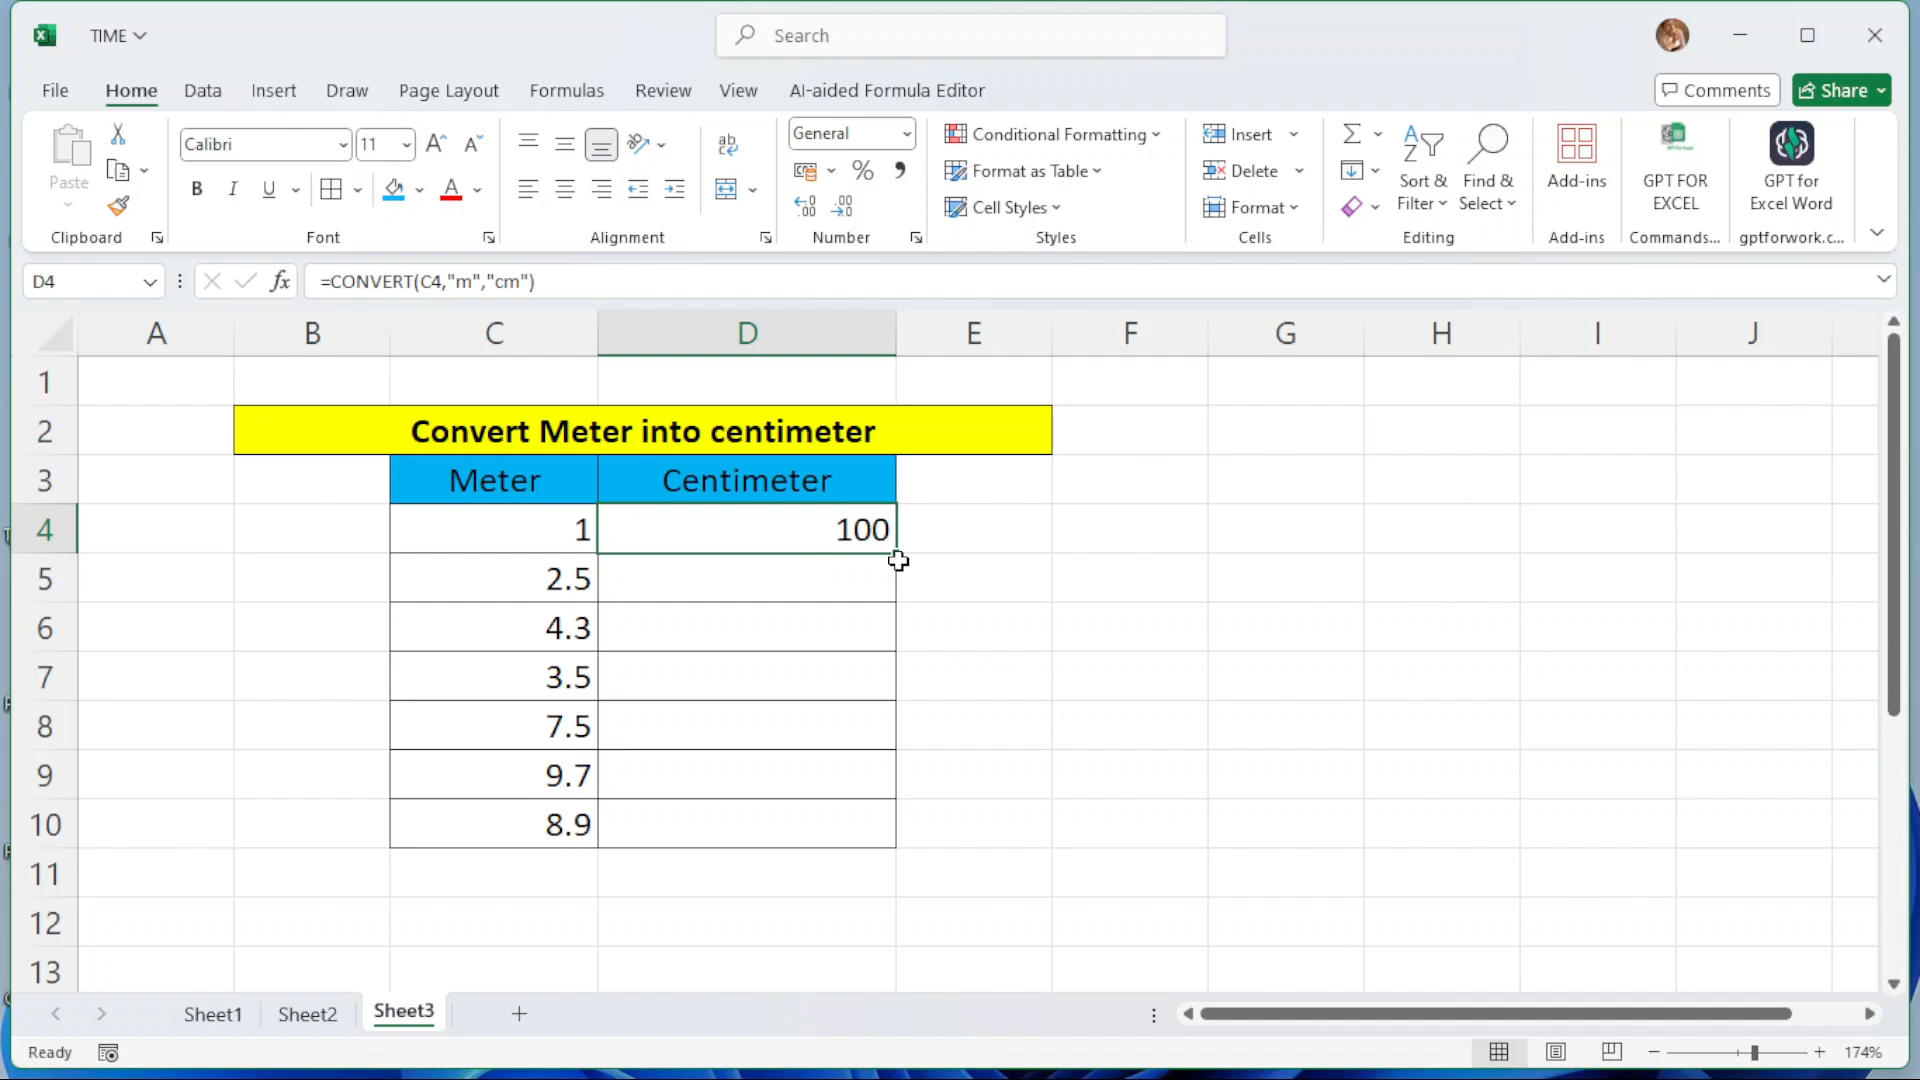 TIME
Search
File Home Data Insert Draw Page Layout Formulas Review View AI-aided Formula Editor Comments Share
Paste
Clipboard
Calibri 11
B I U A
Font
ab
Alignment
General
% ,
Number
Conditional Formatting
Format as Table
Cell Styles
Styles
Insert
Delete
Format
Cells
Sort & Filter
Find & Select
Editing
Add-ins
Add-ins
GPT FOR EXCEL
Commands...
GPT for Excel Word
gptforwork.c...
D4 fx =CONVERT(C4,"m","cm")
A B C D E F G H I J
1
2 Convert Meter into centimeter
3 Meter Centimeter
4 1 100
5 2.5
6 4.3
7 3.5
8 7.5
9 9.7
10 8.9
11
12
13
Sheet1 Sheet2 Sheet3
Ready 174%